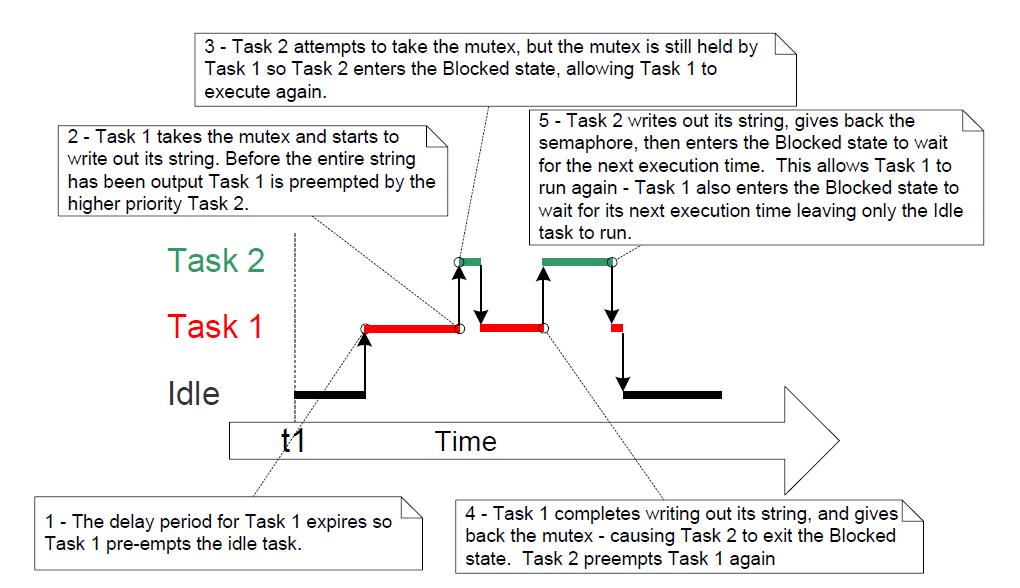 3 - Task 2 attempts to take the mutex, but the mutex is still held by
Task 1 so Task 2 enters the Blocked state, allowing Task 1 to
execute again.
2 - Task 1 takes the mutex and starts to
write out its string. Before the entire string
has been output Task 1 is preempted by the
higher priority Task 2.
5 - Task 2 writes out its string, gives back the
semaphore, then enters the Blocked state to wait
for the next execution time.  This allows Task 1 to
run again - Task 1 also enters the Blocked state to
wait for its next execution time leaving only the Idle
task to run.
Task 2
Task 1
Idle
t1
Time
1 - The delay period for Task 1 expires so
Task 1 pre-empts the idle task.
4 - Task 1 completes writing out its string, and gives
back the mutex - causing Task 2 to exit the Blocked
state.  Task 2 preempts Task 1 again